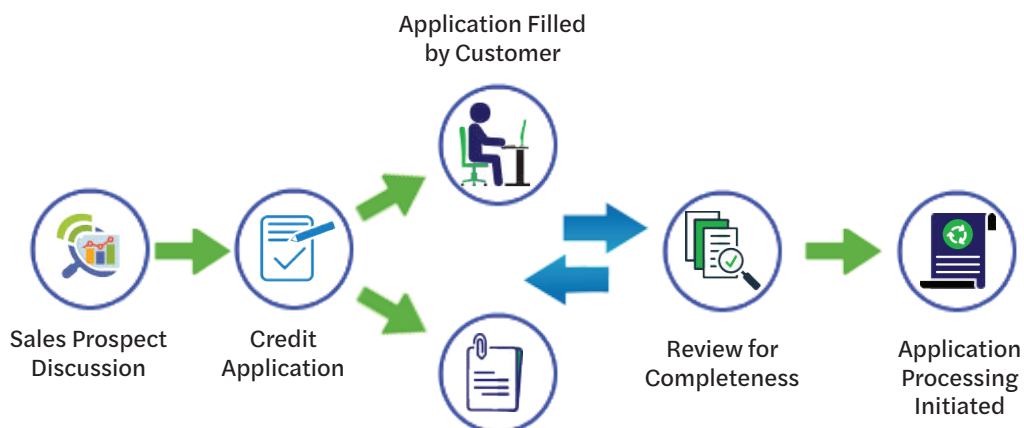 Application Filled
by Customer
Sales Prospect
Discussion
Credit
Application
Review for
Completeness
Application
Processing
Initiated